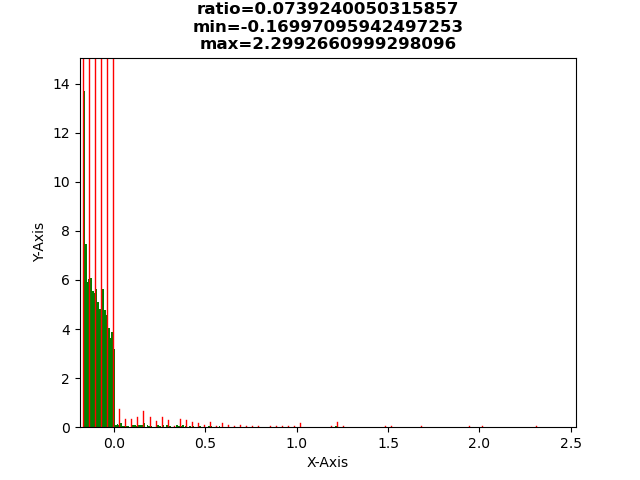 ratio=0.0739240050315857
min=-0.16997095942497253
max=2.2992660999298096
14
12
10
8
6
4
2
0
Y-Axis
0.0 0.5 1.0 1.5 2.0 2.5
X-Axis